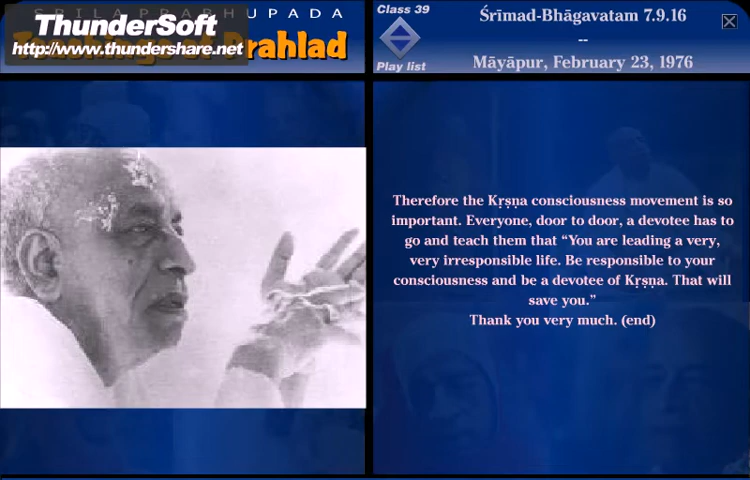 SRILA PRABHUPADA
ThunderSoft
http://www.thundershare.net
Teachings of Prahlad
Class 39
Play list
Śrīmad-Bhāgavatam 7.9.16
--
Māyāpur, February 23, 1976
Therefore the Kṛṣṇa consciousness movement is so
important. Everyone, door to door, a devotee has to
go and teach them that “You are leading a very,
very irresponsible life. Be responsible to your
consciousness and be a devotee of Kṛṣṇa. That will
save you.”
Thank you very much. (end)